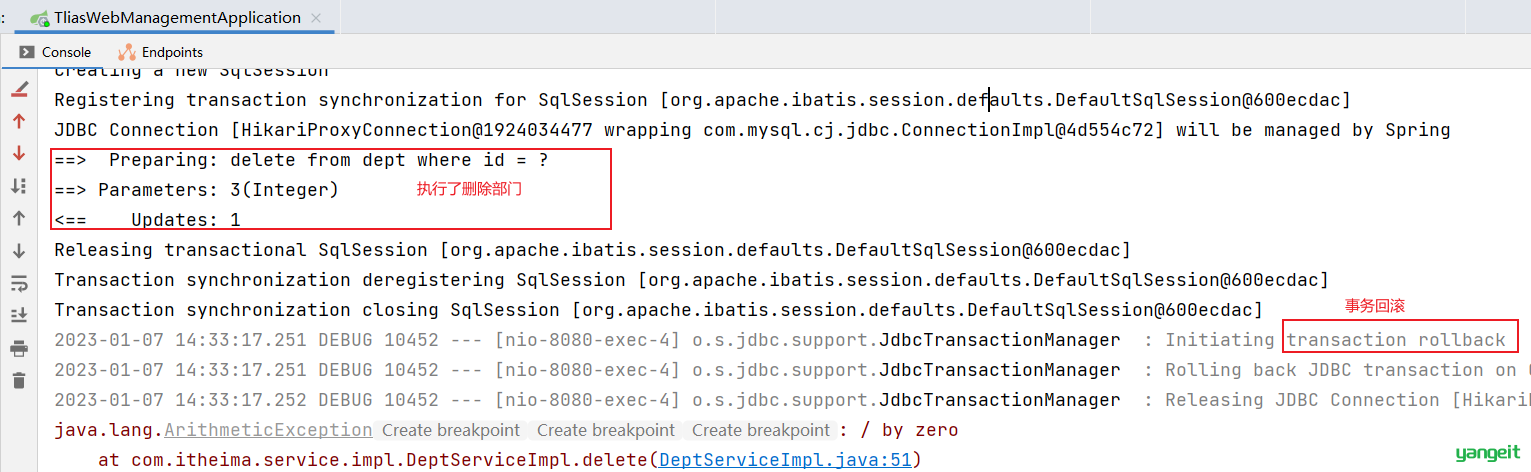 :
TliasWebManagementApplication ×
Console Endpoints
Creating a new SqlSession
Registering transaction synchronization for SqlSession [org.apache.ibatis.session.defaults.DefaultSqlSession@600ecdac]
JDBC Connection [HikariProxyConnection@1924034477 wrapping com.mysql.cj.jdbc.ConnectionImpl@4d554c72] will be managed by Spring
==>  Preparing: delete from dept where id = ?
==> Parameters: 3(Integer) 执行了删除部门
<==    Updates: 1
Releasing transactional SqlSession [org.apache.ibatis.session.defaults.DefaultSqlSession@600ecdac]
Transaction synchronization deregistering SqlSession [org.apache.ibatis.session.defaults.DefaultSqlSession@600ecdac]
Transaction synchronization closing SqlSession [org.apache.ibatis.session.defaults.DefaultSqlSession@600ecdac]
事务回滚
2023-01-07 14:33:17.251 DEBUG 10452 --- [nio-8080-exec-4] o.s.jdbc.support.JdbcTransactionManager  : Initiating transaction rollback
2023-01-07 14:33:17.251 DEBUG 10452 --- [nio-8080-exec-4] o.s.jdbc.support.JdbcTransactionManager  : Rolling back JDBC transaction on
2023-01-07 14:33:17.252 DEBUG 10452 --- [nio-8080-exec-4] o.s.jdbc.support.JdbcTransactionManager  : Releasing JDBC Connection
java.lang.ArithmeticException Create breakpoint Create breakpoint Create breakpoint : / by zero
at com.itheima.service.impl.DeptServiceImpl.delete(DeptServiceImpl.java:51)
yangeit